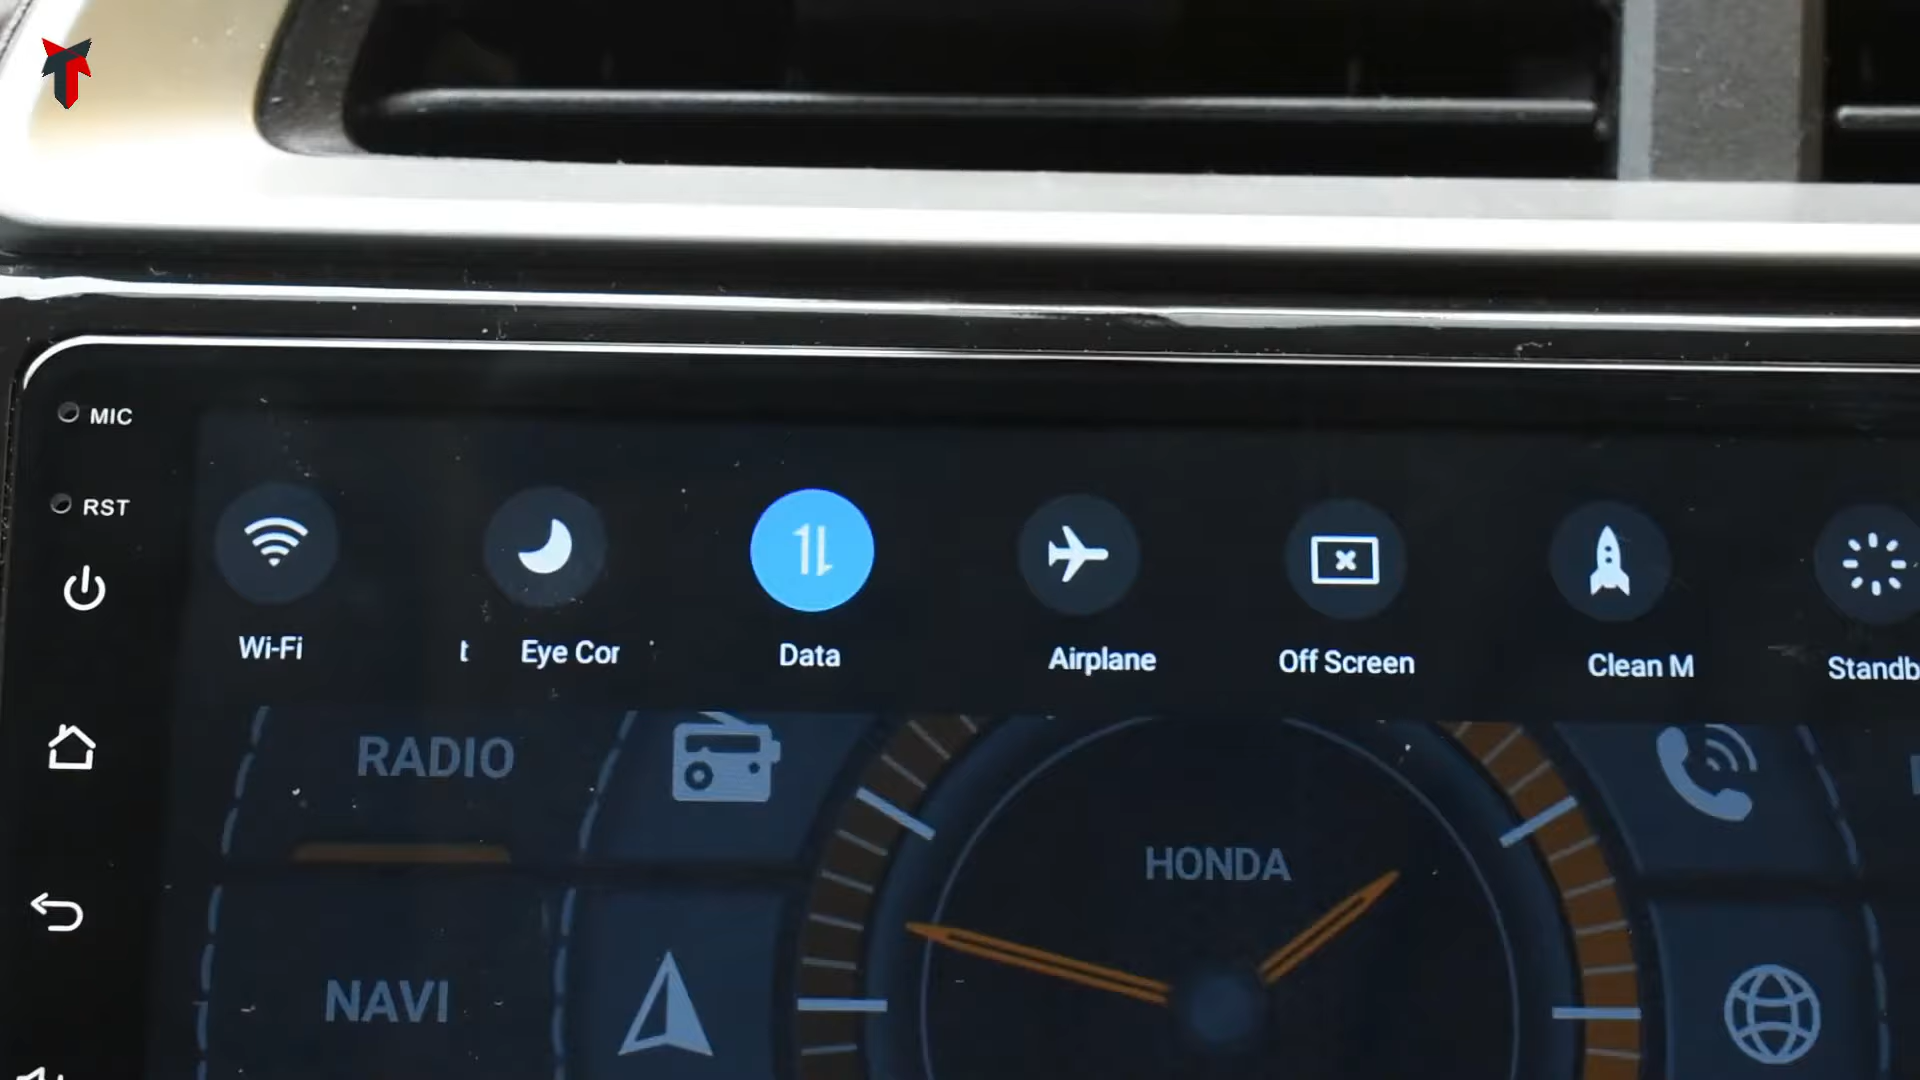 MIC
RST
Wi-Fi
t Eye Cor
Data
Airplane
Off Screen
Clean M
Standb
RADIO
HONDA
NAVI